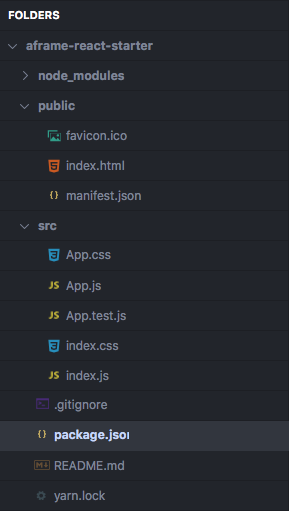 FOLDERS
aframe-react-starter
node_modules
public
favicon.ico
index.html
manifest.json
src
App.css
JS App.js
JS App.test.js
index.css
JS index.js
.gitignore
package.json
README.md
yarn.lock